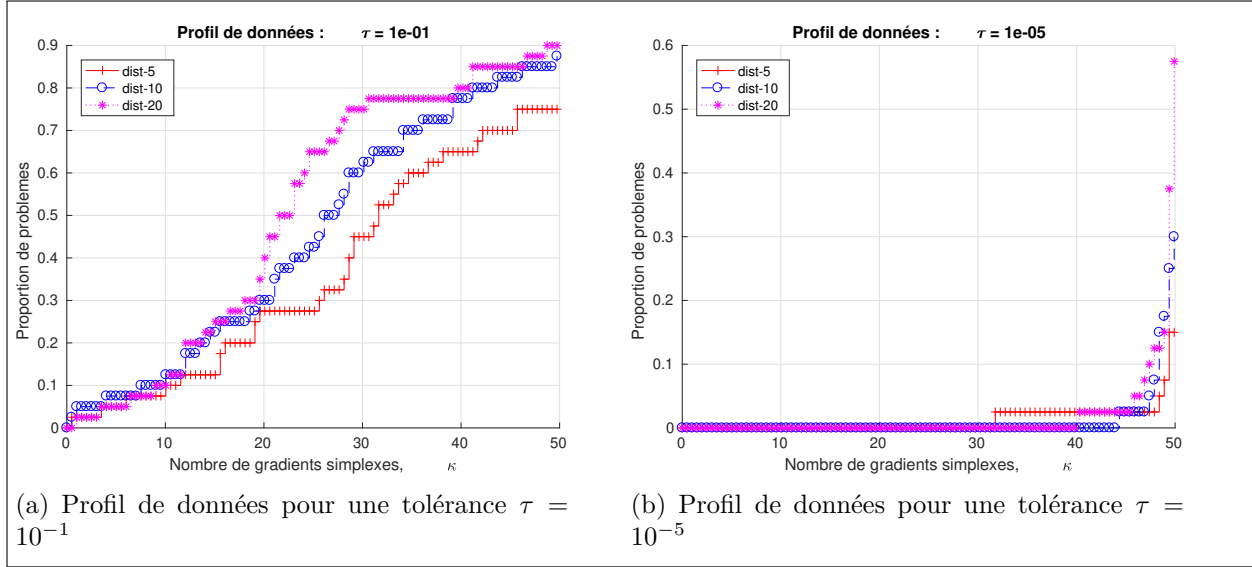 Profil de données : τ = 1e-01
0.9
0.8
0.7
0.6
0.5
0.4
0.3
0.2
0.1
0
Proportion de problemes
dist-5
dist-10
dist-20
0 10 20 30 40 50
Nombre de gradients simplexes, κ
(a) Profil de données pour une tolérance τ =
10⁻¹
Profil de données : τ = 1e-05
0.6
0.5
0.4
0.3
0.2
0.1
0
Proportion de problemes
dist-5
dist-10
dist-20
0 10 20 30 40 50
Nombre de gradients simplexes, κ
(b) Profil de données pour une tolérance τ =
10⁻⁵